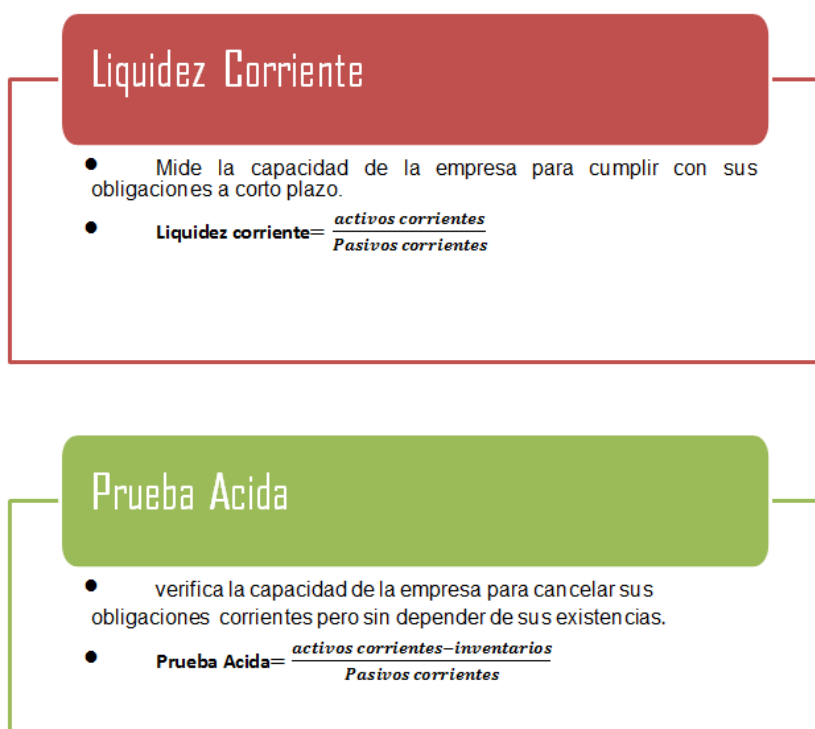 Liquidez Corriente
• Mide la capacidad de la empresa para cumplir con sus
obligaciones a corto plazo.
• Liquidez corriente= activos corrientes / Pasivos corrientes
Prueba Acida
• verifica la capacidad de la empresa para cancelar sus
obligaciones corrientes pero sin depender de sus existencias.
• Prueba Acida= activos corrientes−inventarios / Pasivos corrientes